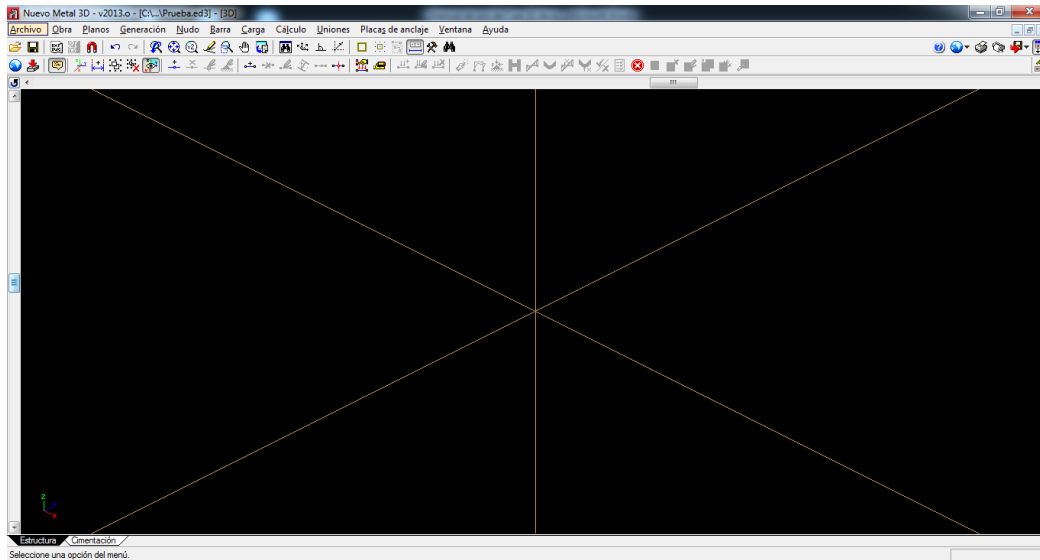 Nuevo Metal 3D - v2013.o - [C:\...\Prueba.ed3] - [3D]
Archivo Obra Planos Generación Nudo Barra Carga Cálculo Uniones Placas de anclaje Ventana Ayuda
Z
X
Estructura Cimentación
Seleccione una opción del menú.